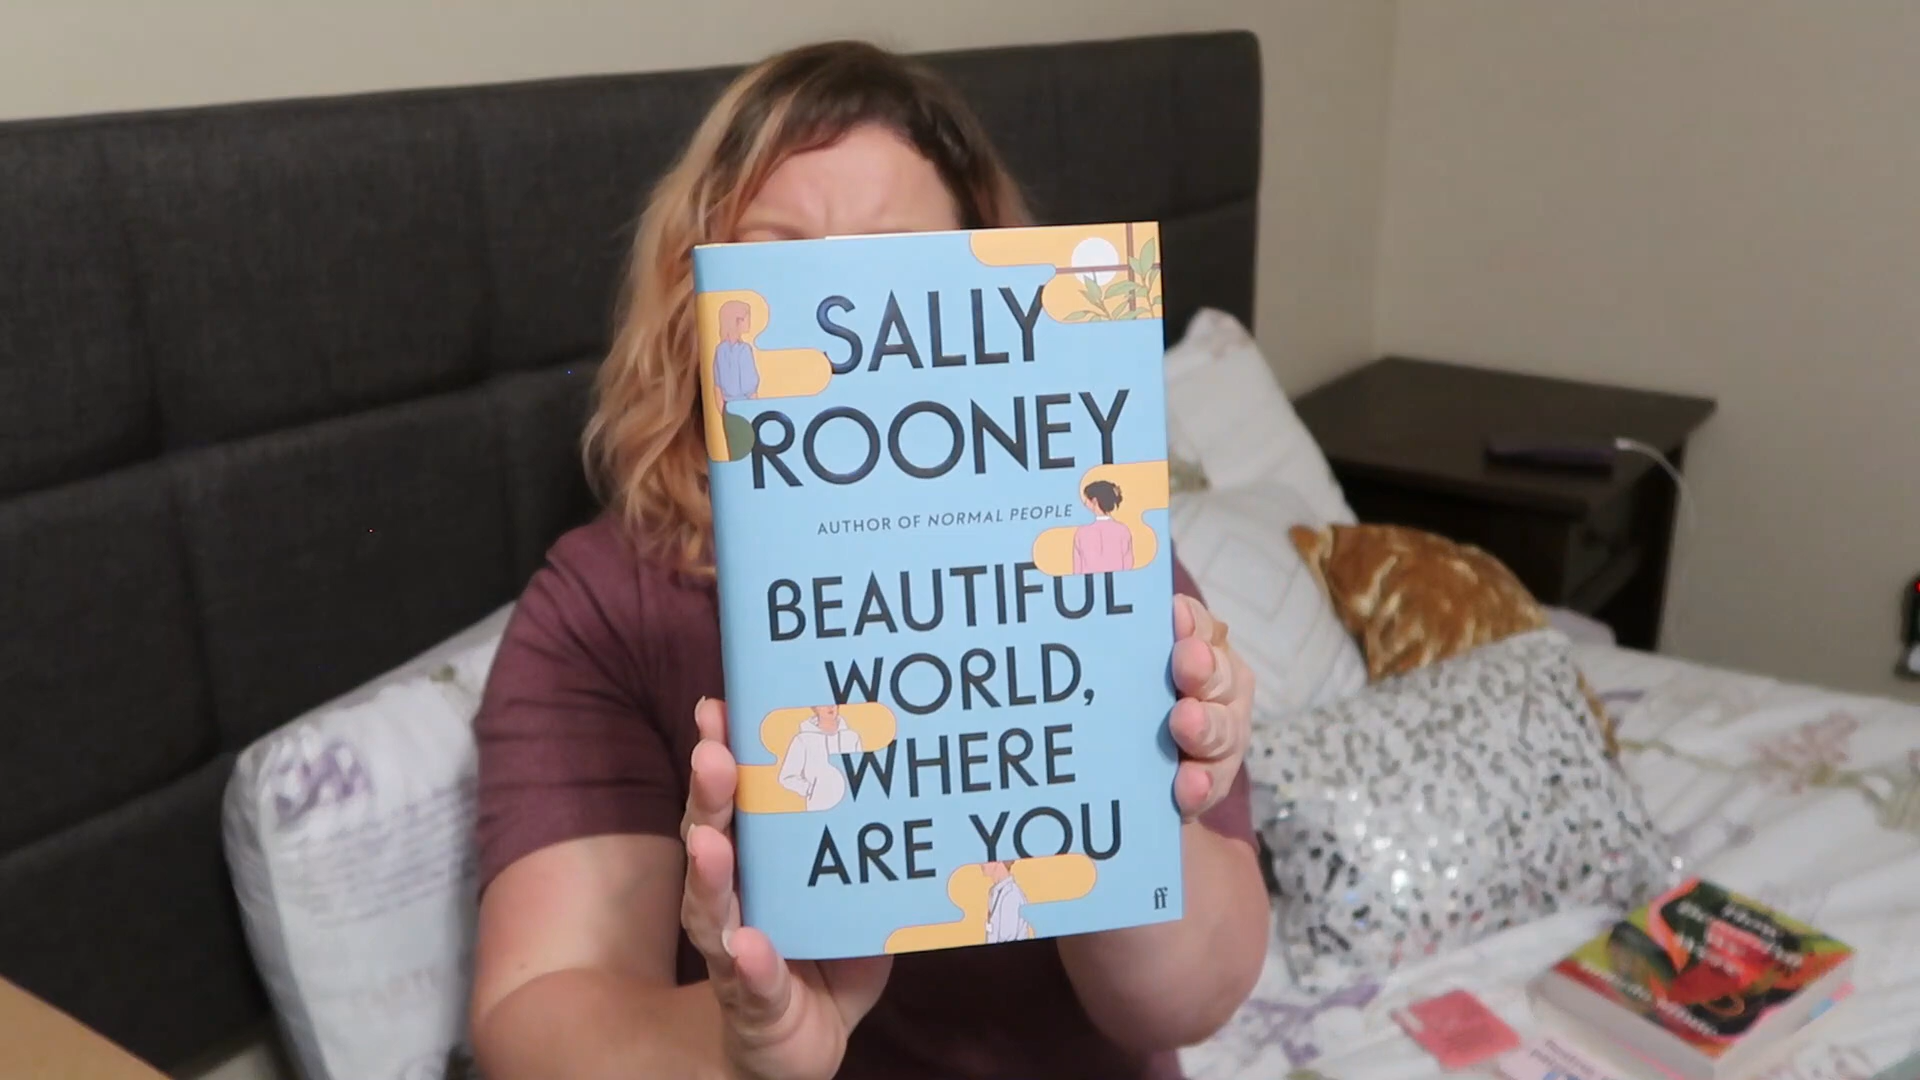 SALLY
ROONEY
AUTHOR OF NORMAL PEOPLE
BEAUTIFUL
WORLD,
WHERE
ARE YOU
ff